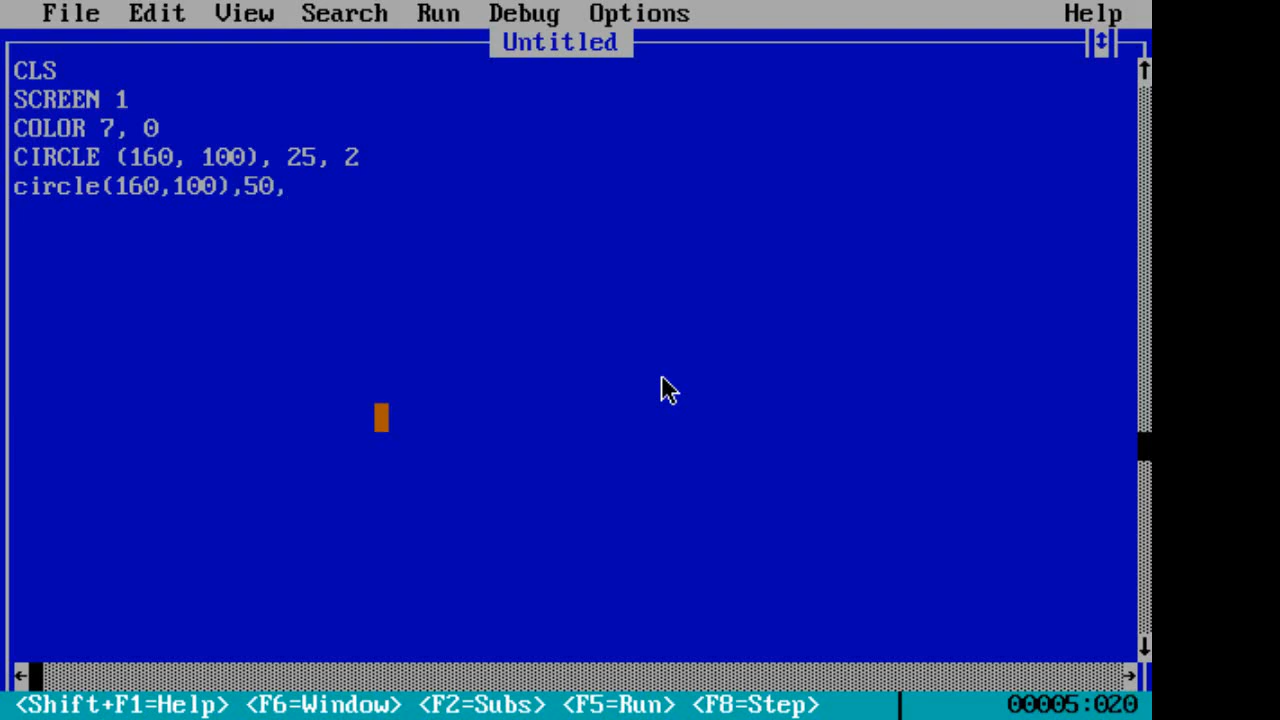 File Edit View Search Run Debug Options Help
Untitled
CLS
SCREEN 1
COLOR 7, 0
CIRCLE (160, 100), 25, 2
circle(160,100),50,
<Shift+F1=Help> <F6=Window> <F2=Subs> <F5=Run> <F8=Step> 00005:020